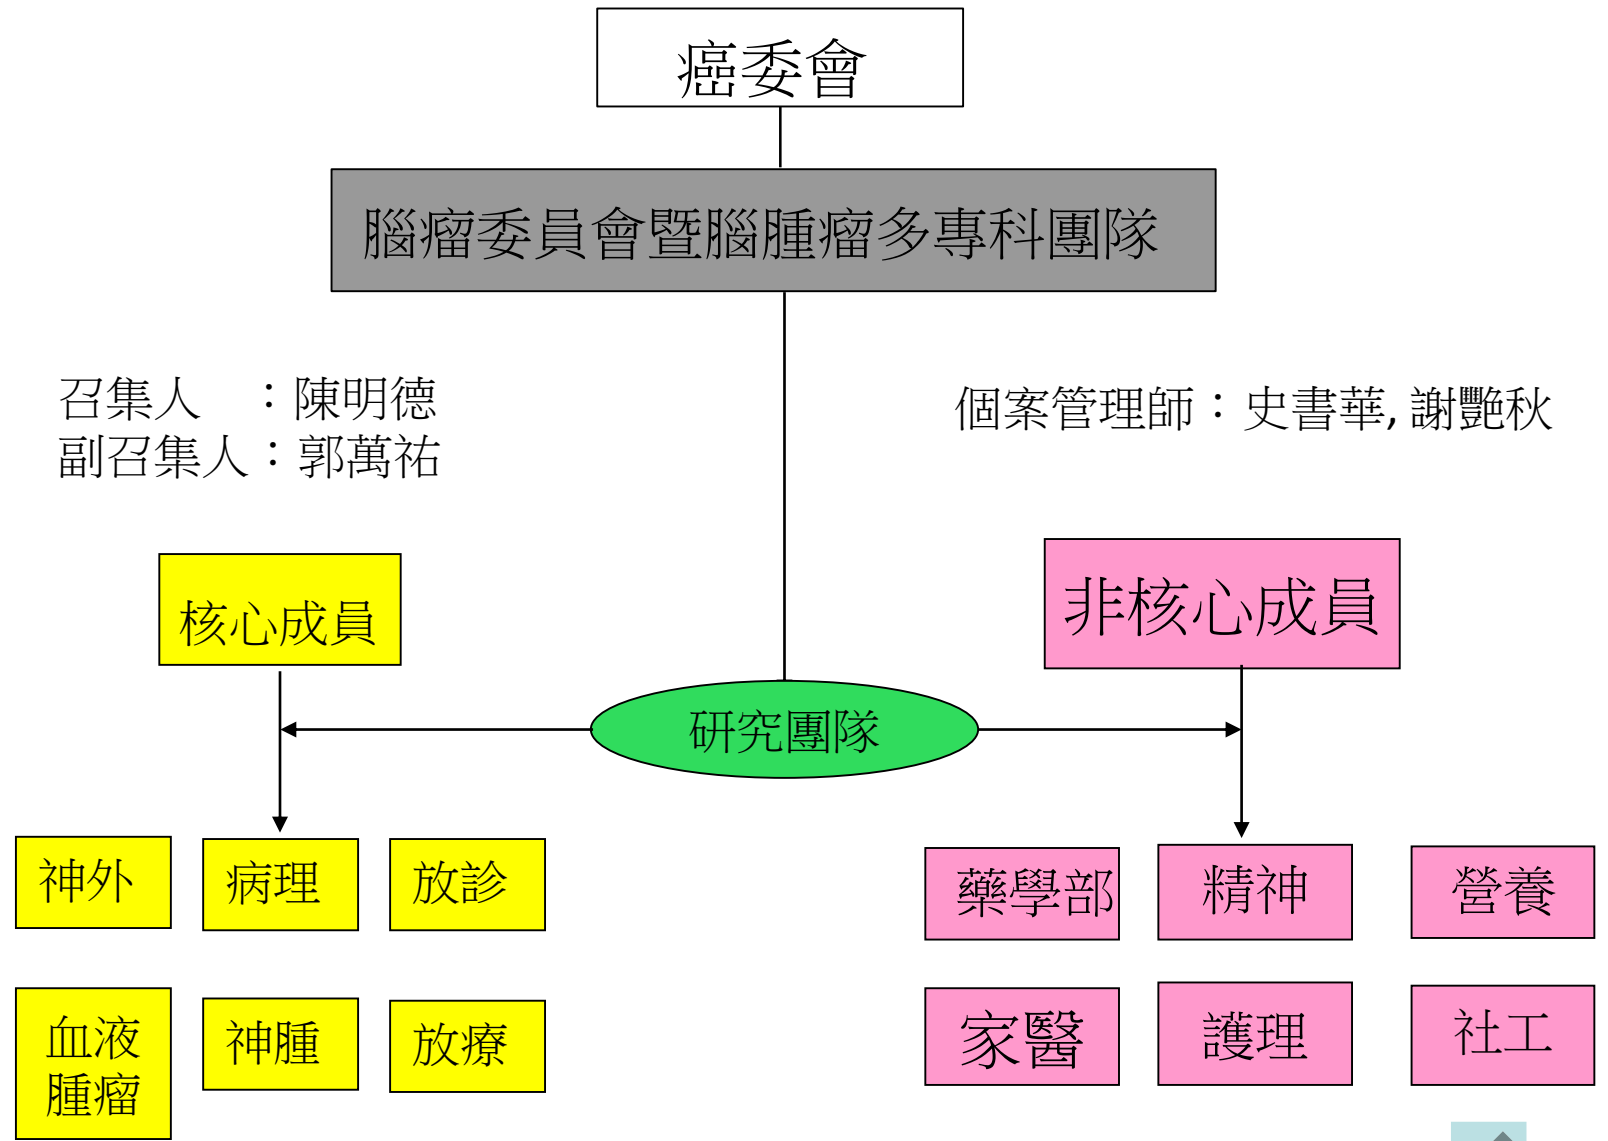 癌委會
腦瘤委員會暨腦腫瘤多專科團隊
召集人　：陳明德
副召集人：郭萬祐
個案管理師：史書華, 謝艷秋
核心成員
非核心成員
研究團隊
神外
病理
放診
藥學部
精神
營養
血液
腫瘤
神腫
放療
家醫
護理
社工